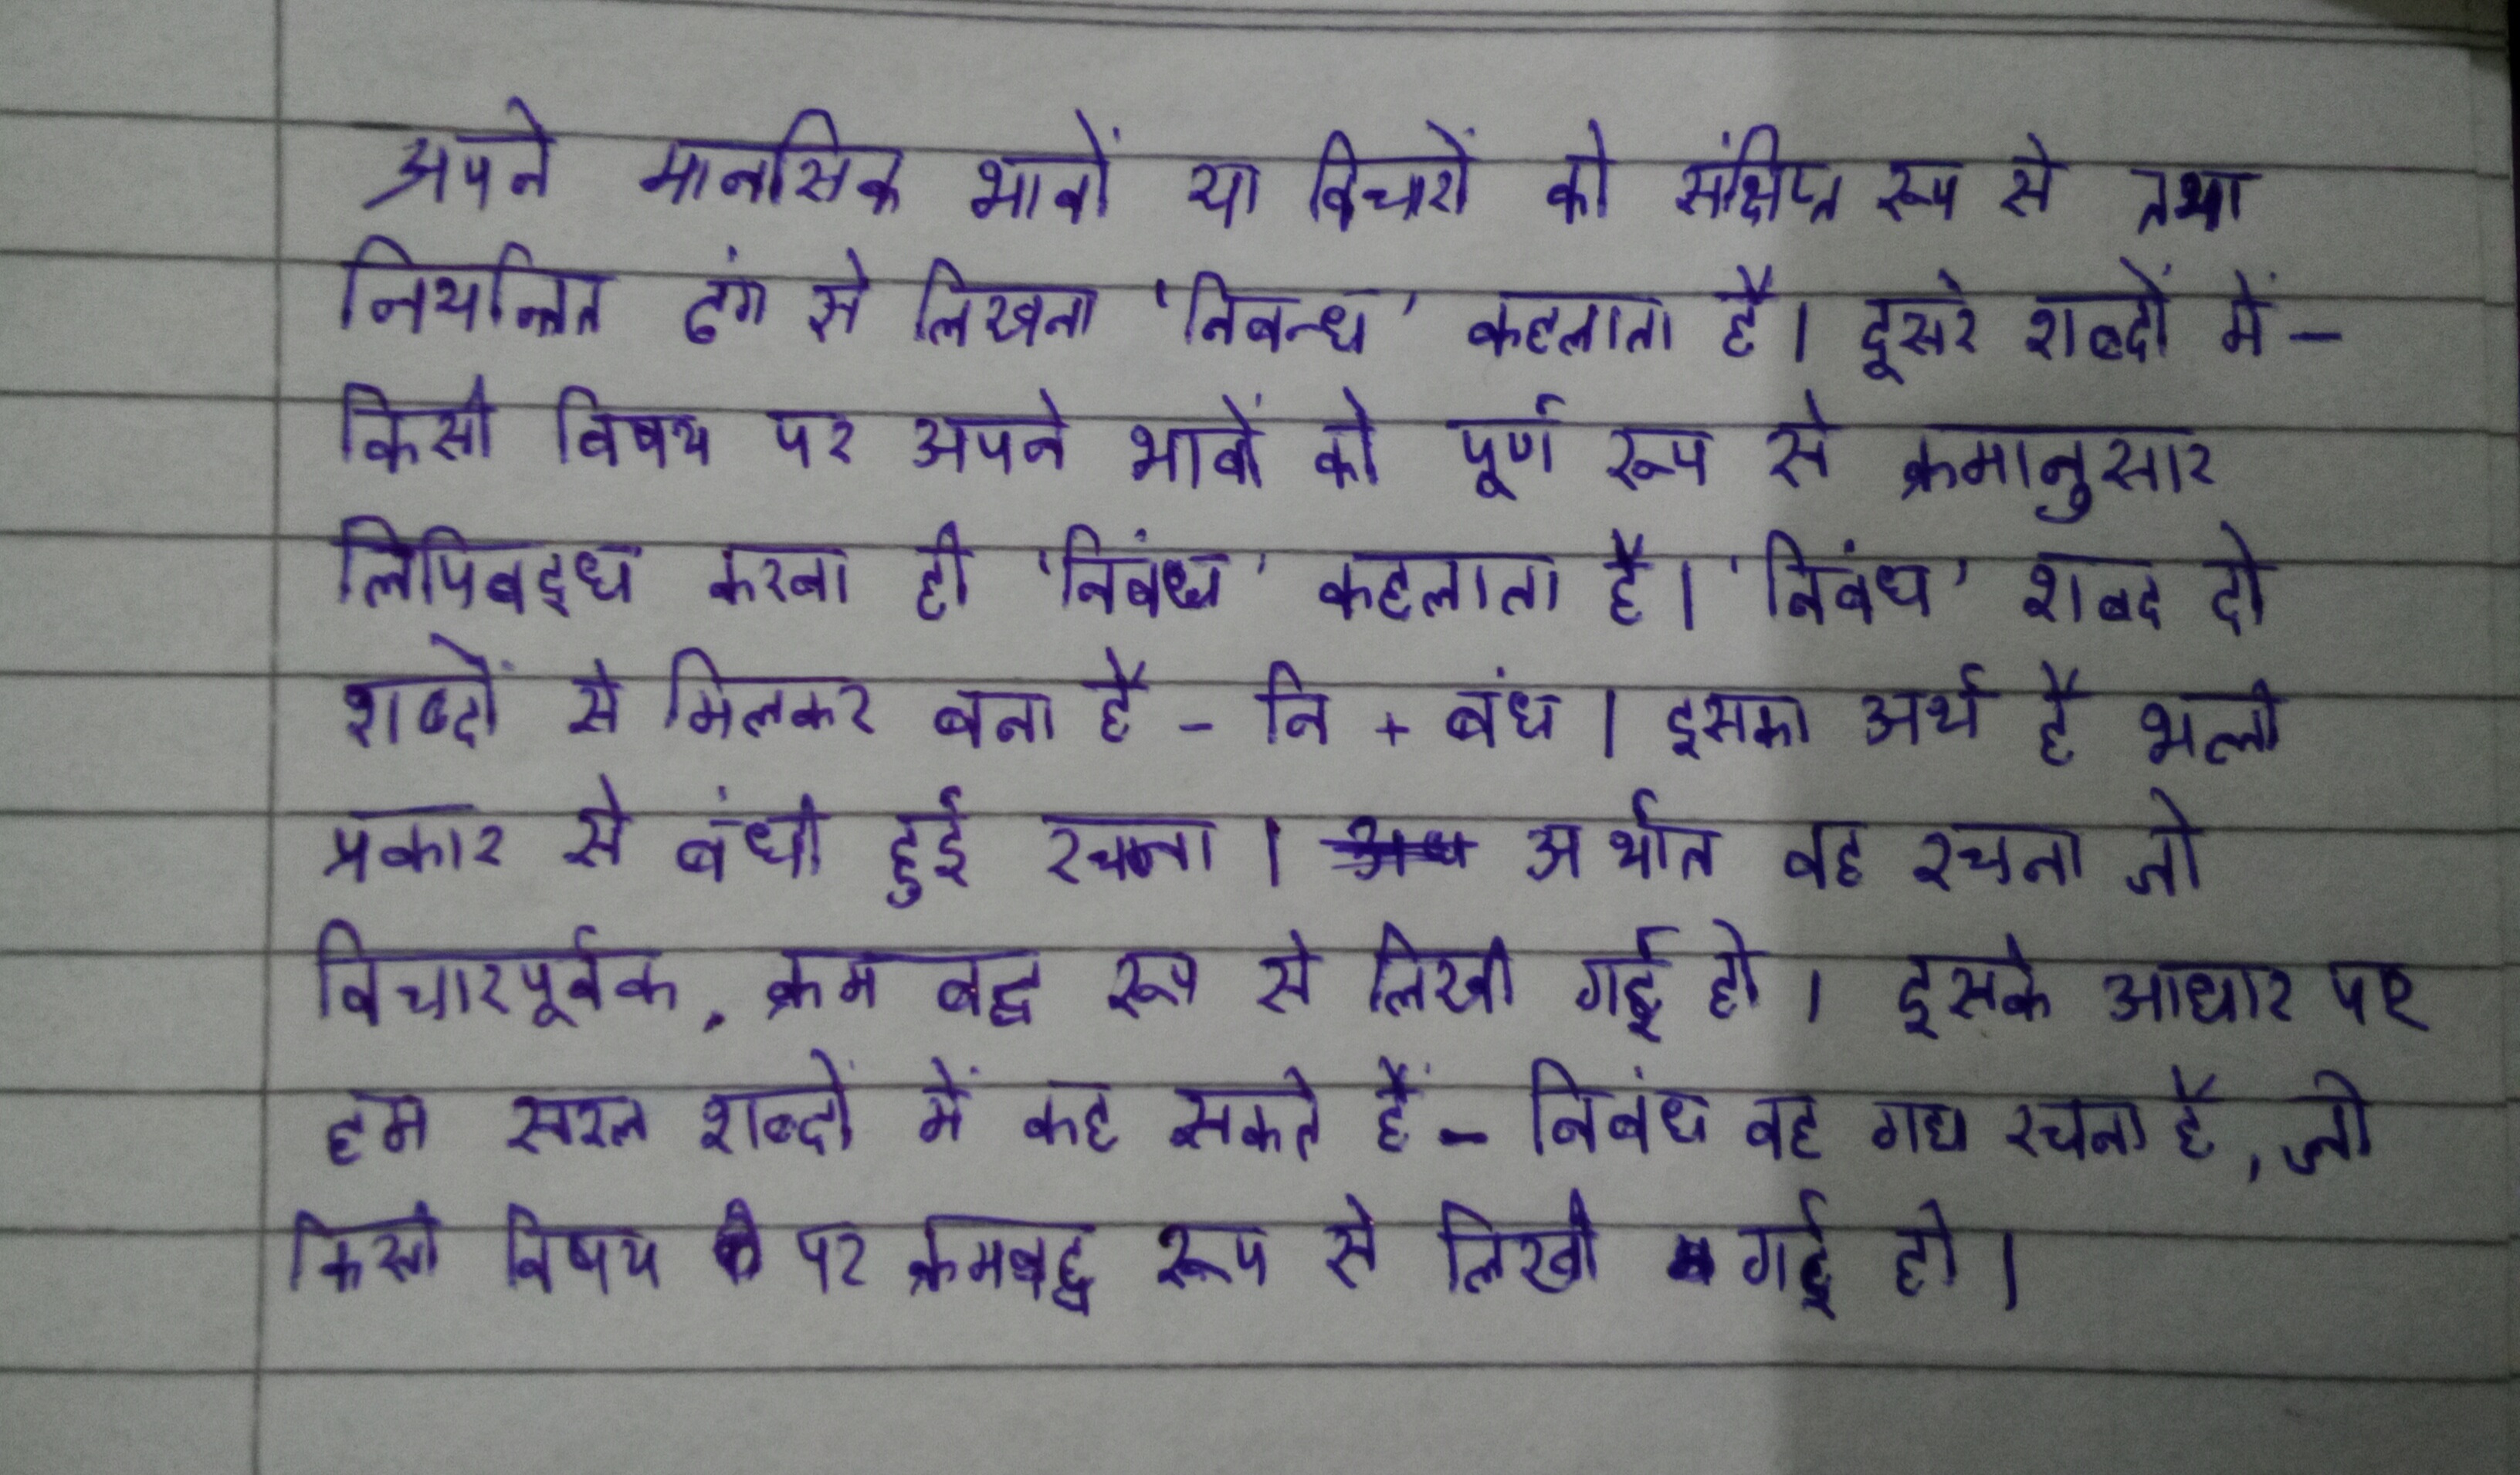 अपने मानसिक भावों या विचारों को संक्षिप्त रूप से तथा
नियन्त्रित ढंग से लिखना 'निबन्ध' कहलाता है। दूसरे शब्दों में -
किसी विषय पर अपने भावों को पूर्ण रूप से क्रमानुसार
लिपिबद्ध करना ही 'निबंध' कहलाता है। 'निबंध' शब्द दो
शब्दों से मिलकर बना है - नि + बंध। इसका अर्थ है भली
प्रकार से बंधी हुई रचना। अर्थात वह रचना जो
विचारपूर्वक, क्रम बद्ध रूप से लिखी गई हो। इसके आधार पर
हम सरल शब्दों में कह सकते हैं - निबंध वह गद्य रचना है, जो
किसी विषय पर क्रमबद्ध रूप से लिखी गई हो।